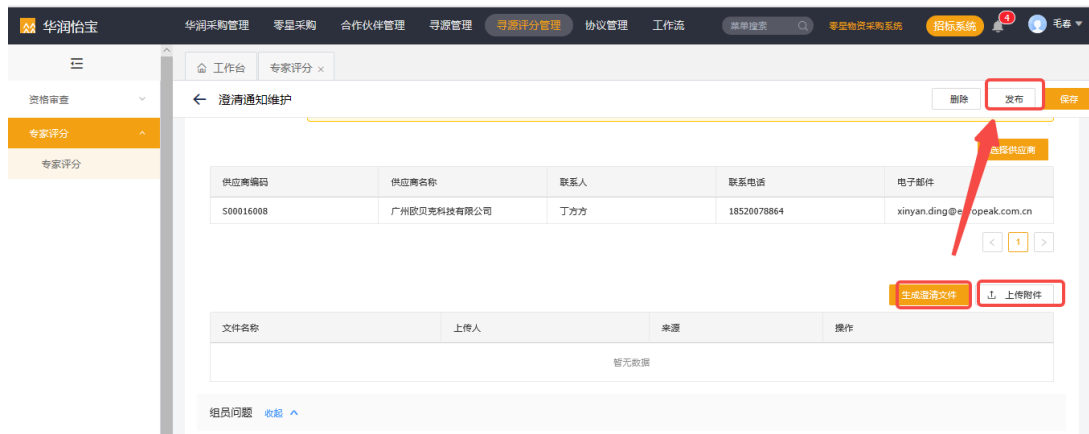 华润怡宝 华润采购管理 零星采购 合作伙伴管理 寻源管理 寻源评分管理 协议管理 工作流 菜单搜索 零星物资采购系统 招标系统 4 毛春
工作台 专家评分 ×
资格审查
澄清通知维护 删除 发布 保存
专家评分
专家评分
选择供应商
供应商编码 供应商名称 联系人 联系电话 电子邮件
S00016008 广州欧贝克科技有限公司 丁方方 18520078864
< 1 >
生成澄清文件 上传附件
文件名称 上传人 来源 操作
暂无数据
组员问题 收起